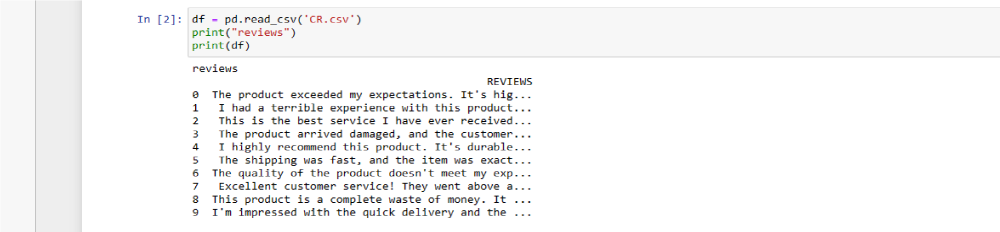 In [2]: df = pd.read_csv('CR.csv')
print("reviews")
print(df)
reviews
REVIEWS
0 The product exceeded my expectations. It's hig...
1 I had a terrible experience with this product...
2 This is the best service I have ever received...
3 The product arrived damaged, and the customer...
4 I highly recommend this product. It's durable...
5 The shipping was fast, and the item was exact...
6 The quality of the product doesn't meet my exp...
7 Excellent customer service! They went above a...
8 This product is a complete waste of money. It ...
9 I'm impressed with the quick delivery and the ...